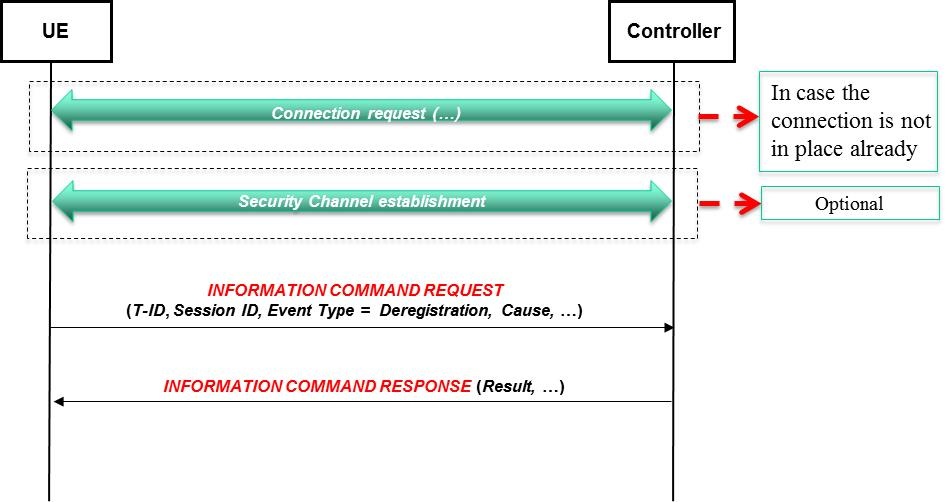 UE
Controller
Connection request (…)
In case the
connection is not
in place already
Security Channel establishment
Optional
INFORMATION COMMAND REQUEST
(T-ID, Session ID, Event Type = Deregistration, Cause, …)
INFORMATION COMMAND RESPONSE (Result, …)